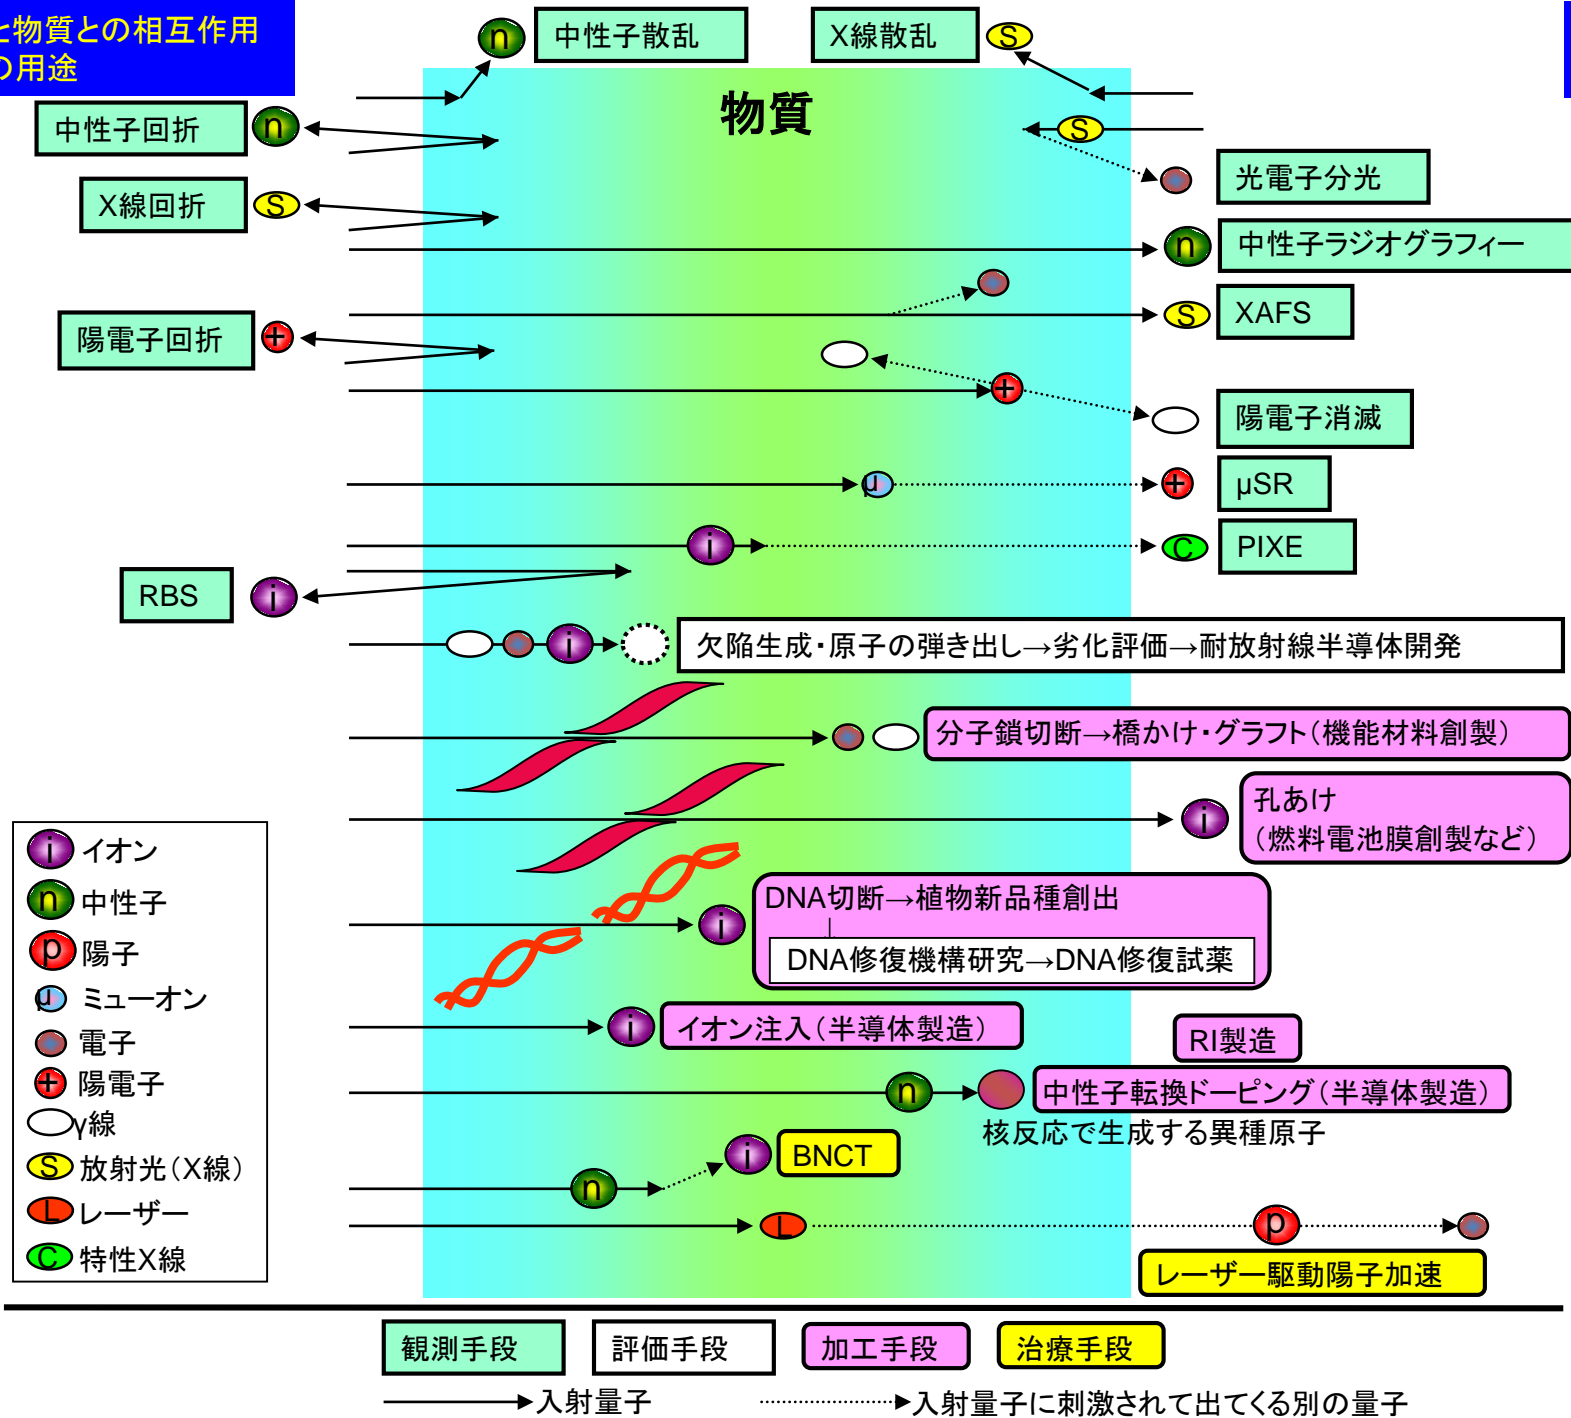 と物質との相互作用
の用途
n
中性子散乱
X線散乱
S
物質
中性子回折
n
S
光電子分光
X線回折
S
n
中性子ラジオグラフィー
陽電子回折
+
S
XAFS
+
陽電子消滅
μ
+
μSR
i
C
PIXE
RBS
i
i
欠陥生成・原子の弾き出し→劣化評価→耐放射線半導体開発
分子鎖切断→橋かけ・グラフト(機能材料創製)
i
孔あけ
(燃料電池膜創製など)
i
DNA切断→植物新品種創出
↓
DNA修復機構研究→DNA修復試薬
i
イオン注入(半導体製造)
RI製造
n
中性子転換ドーピング(半導体製造)
核反応で生成する異種原子
i
BNCT
n
L
p
レーザー駆動陽子加速
i イオン
n 中性子
p 陽子
μ ミューオン
電子
+ 陽電子
γ線
S 放射光(X線)
L レーザー
C 特性X線
観測手段
評価手段
加工手段
治療手段
入射量子
入射量子に刺激されて出てくる別の量子